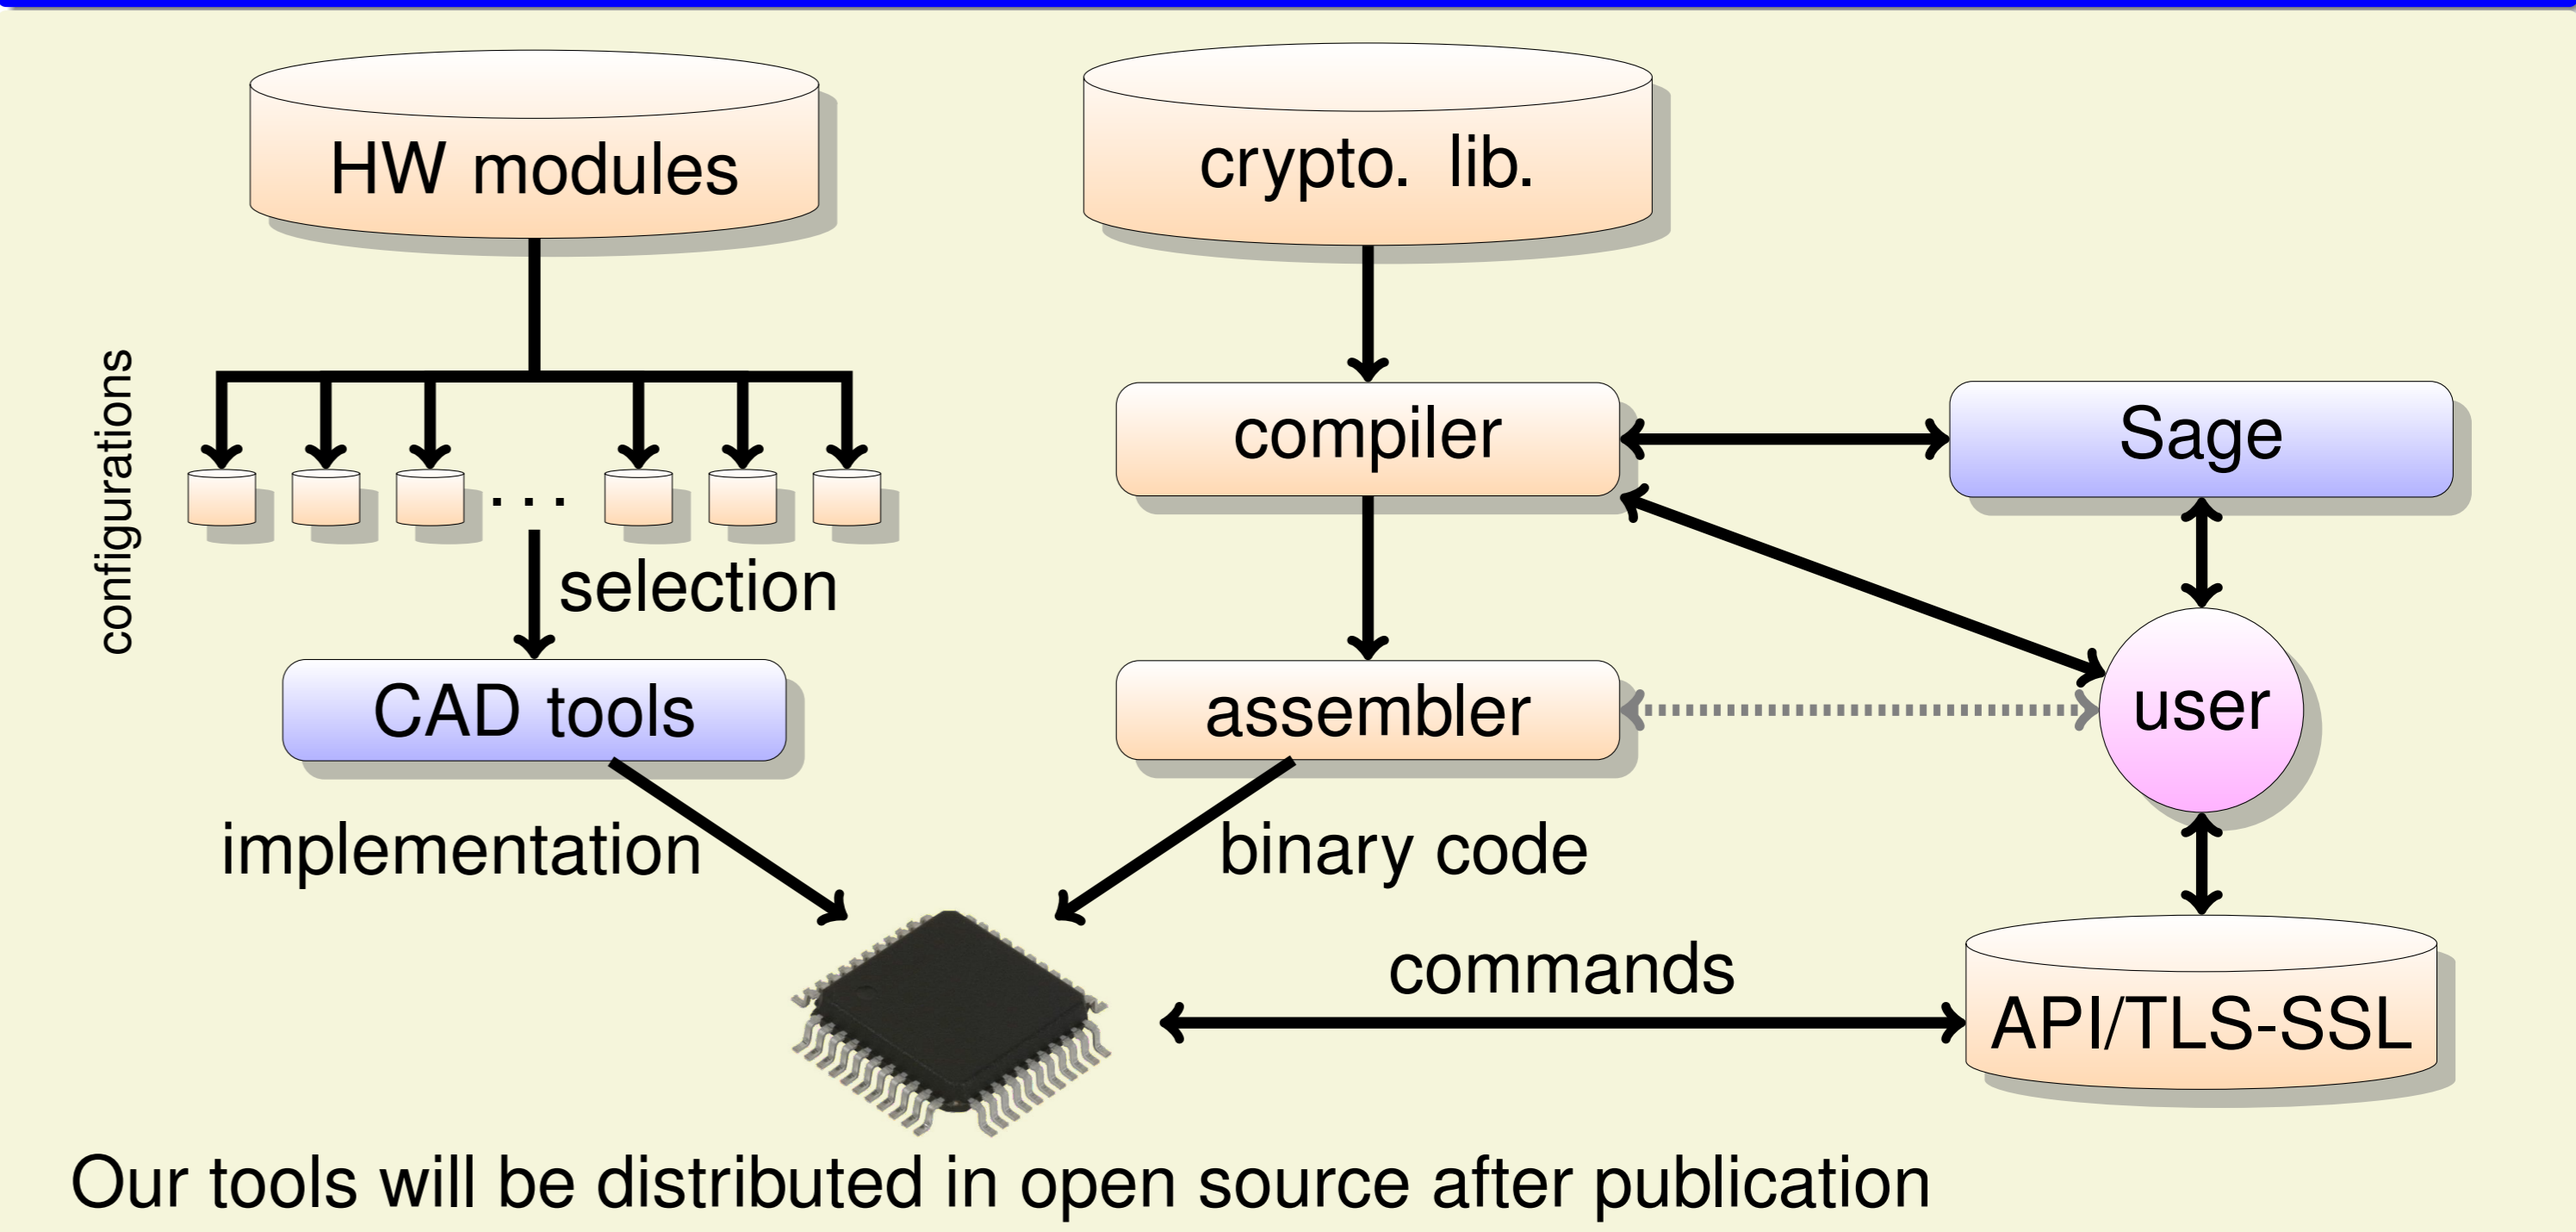 HW modules
crypto. lib.
configurations
compiler
Sage
...
selection
CAD tools
assembler
user
implementation
binary code
commands
API/TLS-SSL
Our tools will be distributed in open source after publication